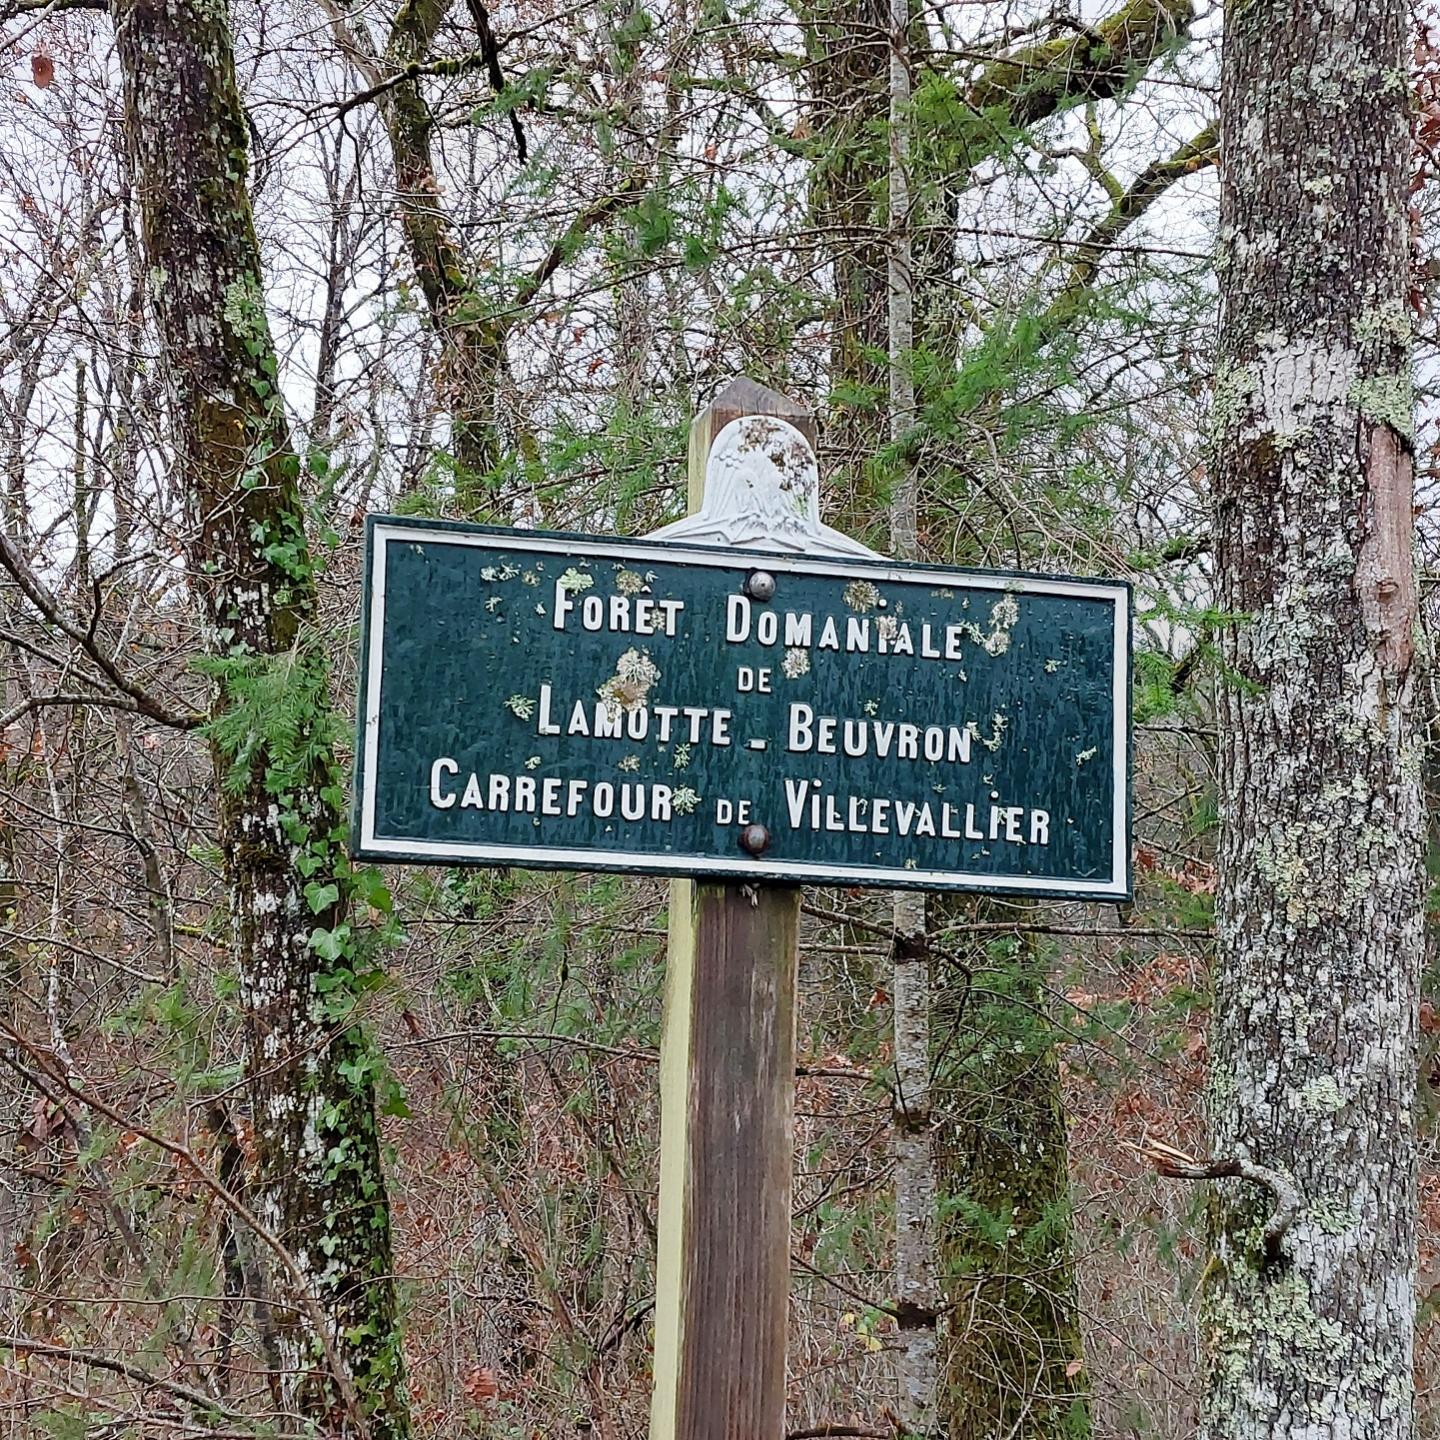 FORÊT DOMANiALE
DE
LAMOTTE - BEUVRON
CARREFOUR DE ViLLEVALLiER